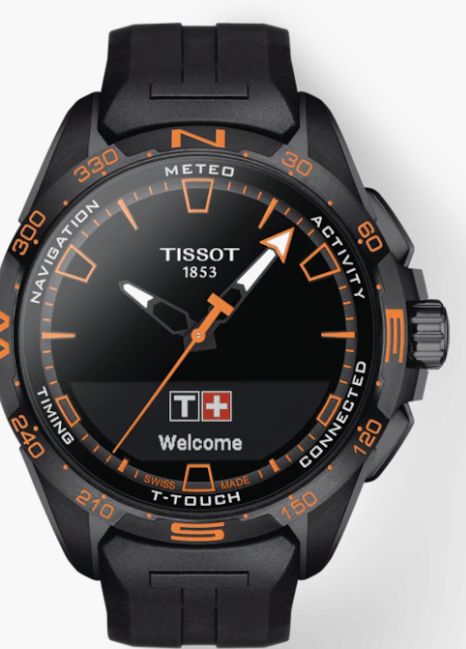 N
330
30
METEO
300
NAVIGATION
ACTIVITY
60
TISSOT
1853
W
E
T+
Welcome
TIMING
CONNECTED
240
120
SWISS MADE
T-TOUCH
210
150
S